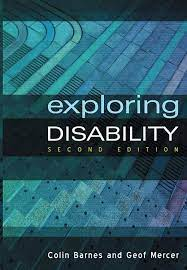 exploring
DISABILITY
SECOND EDITION
Colin Barnes and Geof Mercer